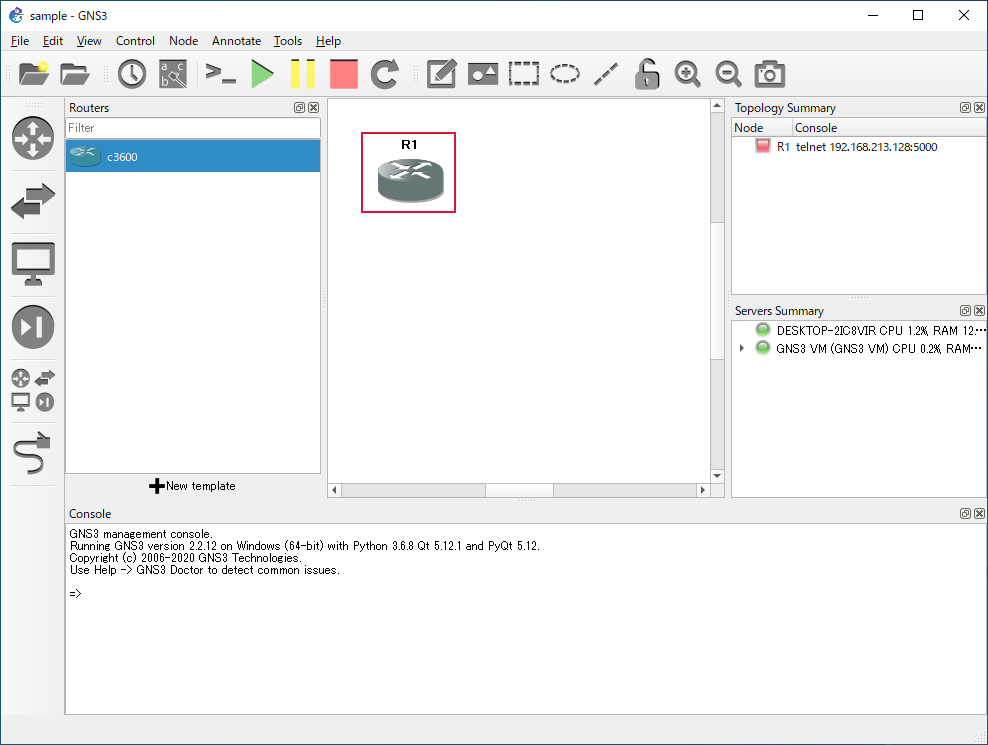 sample - GNS3
File Edit View Control Node Annotate Tools Help
a c
b
Routers
Filter
c3600
New template
R1
Topology Summary
Node Console
R1 telnet 192.168.213.128:5000
Servers Summary
DESKTOP-2IC8VIR CPU 1.2%, RAM 12.…
GNS3 VM (GNS3 VM) CPU 0.2%, RAM…
Console
GNS3 management console.
Running GNS3 version 2.2.12 on Windows (64-bit) with Python 3.6.8 Qt 5.12.1 and PyQt 5.12.
Copyright (c) 2006-2020 GNS3 Technologies.
Use Help -> GNS3 Doctor to detect common issues.
=>